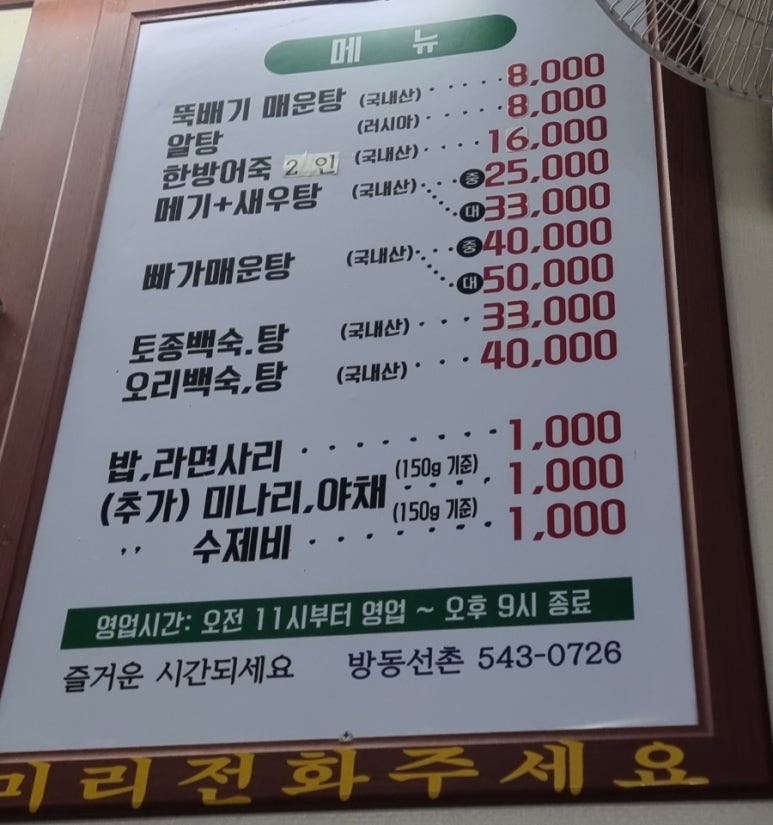 메 뉴
뚝배기 매운탕 (국내산) ······ 8,000
알탕 (러시아) ······ 8,000
한방어죽 2 인 (국내산) ····· 16,000
메기+새우탕 (국내산) ··· 중 25,000
대 33,000
빠가매운탕 (국내산) ··· 중 40,000
대 50,000
토종백숙.탕 (국내산) ··· 33,000
오리백숙,탕 (국내산) ···· 40,000
밥,라면사리 ········· 1,000
(추가) 미나리,야채 (150g 기준) ····· 1,000
,, 수제비 (150g 기준) ········· 1,000
영업시간: 오전 11시부터 영업 ~ 오후 9시 종료
즐거운 시간되세요 방동선촌 543-0726
미리전화주세요